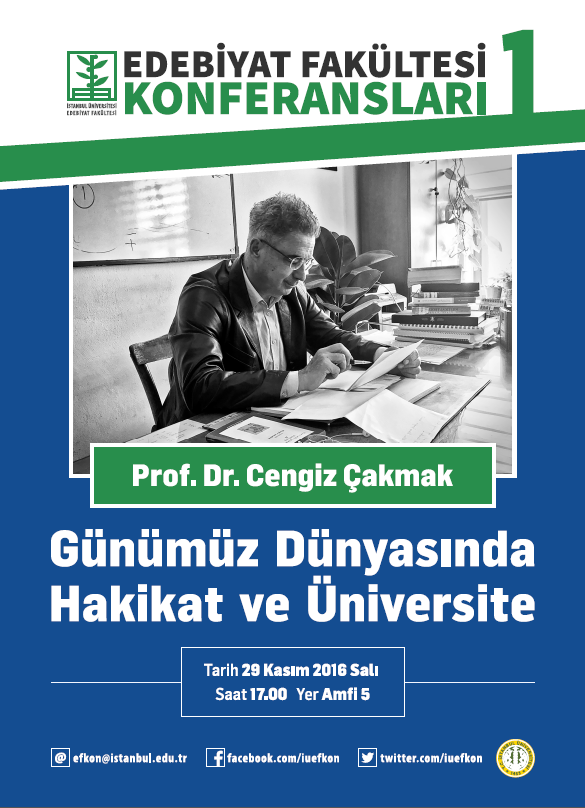 EDEBİYAT FAKÜLTESİ
KONFERANSLARI
1
İSTANBUL ÜNİVERSİTESİ
EDEBİYAT FAKÜLTESİ
Prof. Dr. Cengiz Çakmak
Günümüz Dünyasında
Hakikat ve Üniversite
Tarih 29 Kasım 2016 Salı
Saat 17.00 Yer Amfi 5
@ efkon@istanbul.edu.tr
facebook.com/iuefkon
twitter.com/iuefkon